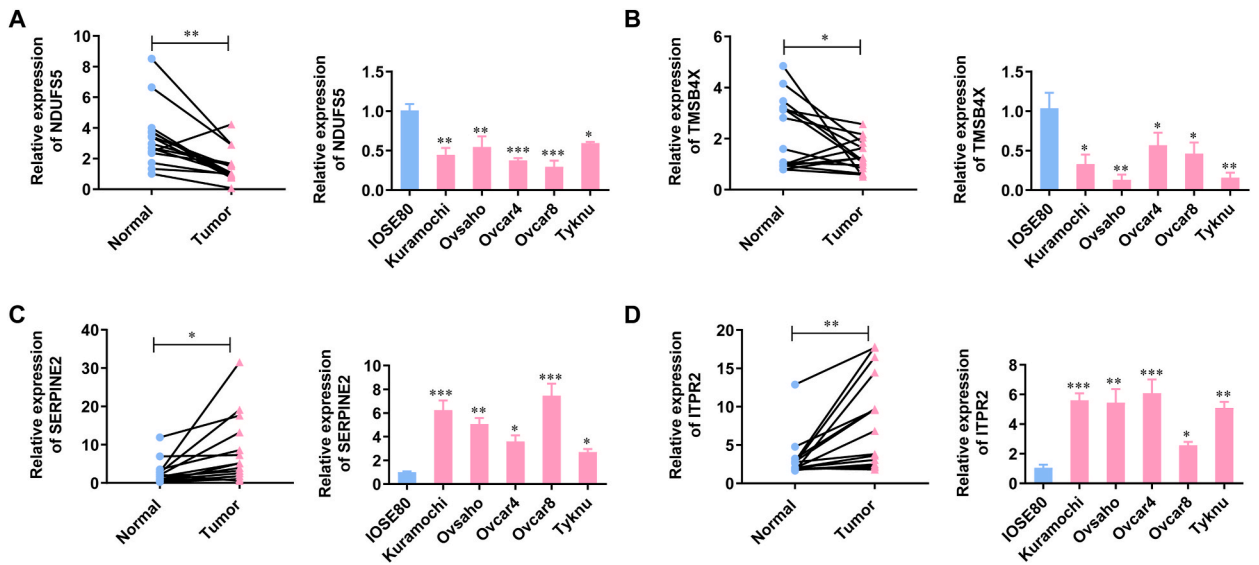 A
Relative expression
of NDUFS5
10
8
6
4
2
0
**
Normal
Tumor
Relative expression
of NDUFS5
1.5
1.0
0.5
0.0
**
**
***
***
*
IOSE80
Kuramochi
Ovsaho
Ovcar4
Ovcar8
Tyknu
B
Relative expression
of TMSB4X
6
4
2
0
*
Normal
Tumor
Relative expression
of TMSB4X
1.5
1.0
0.5
0.0
*
**
*
*
**
IOSE80
Kuramochi
Ovsaho
Ovcar4
Ovcar8
Tyknu
C
Relative expression
of SERPINE2
40
30
20
10
0
*
Normal
Tumor
Relative expression
of SERPINE2
10
8
6
4
2
0
***
**
*
***
*
IOSE80
Kuramochi
Ovsaho
Ovcar4
Ovcar8
Tyknu
D
Relative expression
of ITPR2
20
15
10
5
0
**
Normal
Tumor
Relative expression
of ITPR2
8
6
4
2
0
***
**
***
*
**
IOSE80
Kuramochi
Ovsaho
Ovcar4
Ovcar8
Tyknu